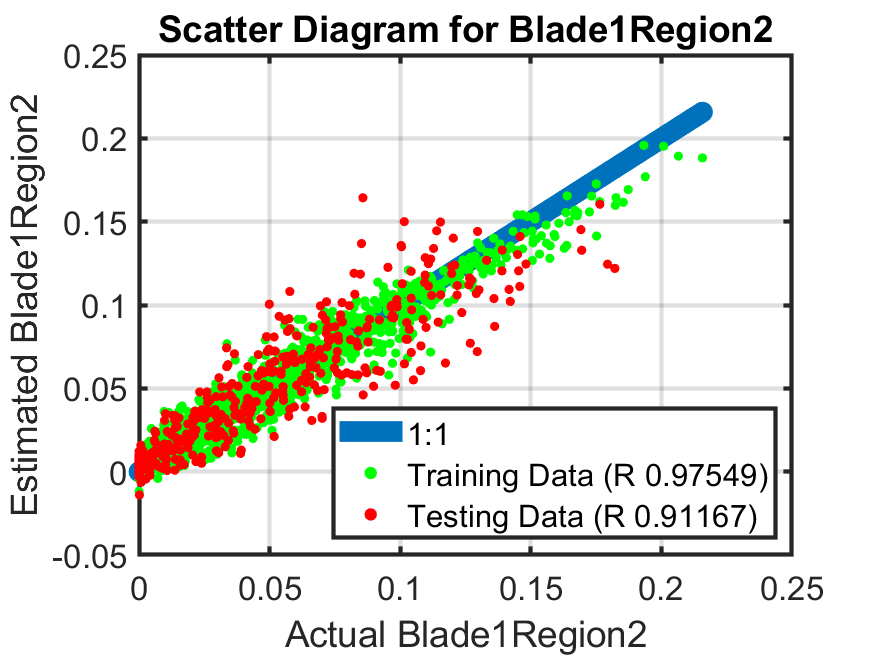 Scatter Diagram for Blade1Region2
Estimated Blade1Region2
0.25
0.2
0.15
0.1
0.05
0
-0.05
1:1
Training Data (R 0.97549)
Testing Data (R 0.91167)
0 0.05 0.1 0.15 0.2 0.25
Actual Blade1Region2